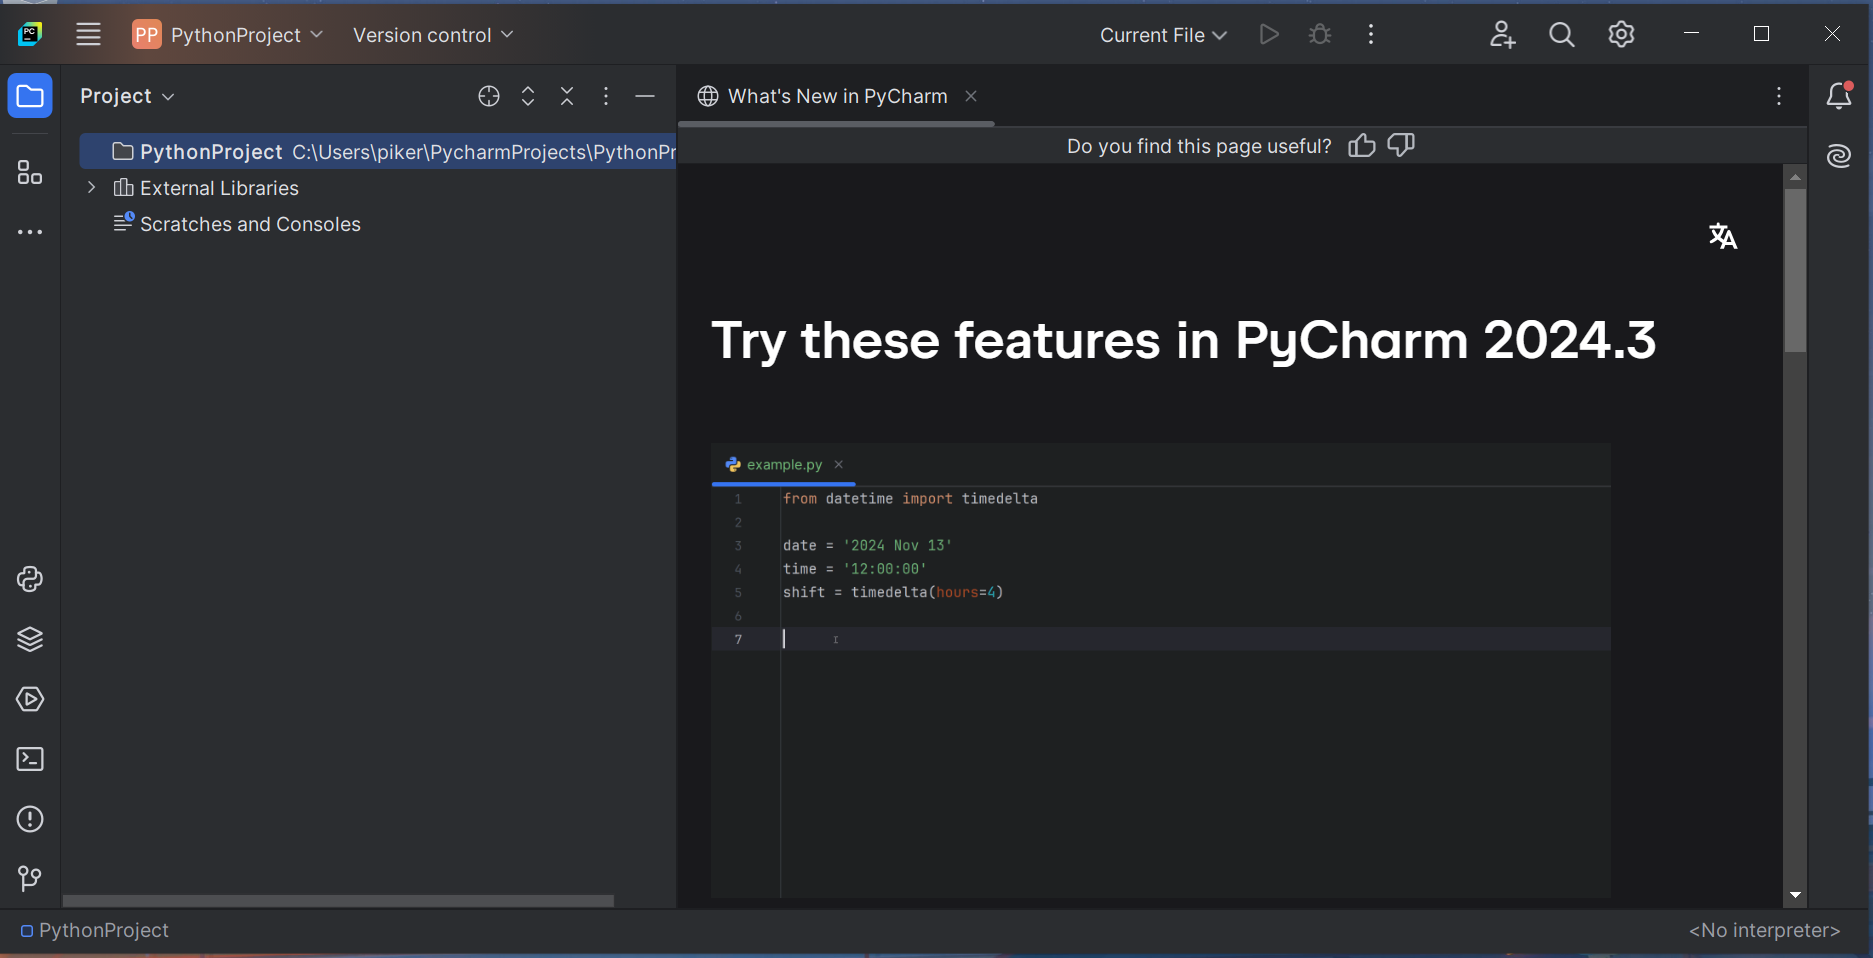 PC
PP PythonProject Version control Current File
Project
What's New in PyCharm
Do you find this page useful?
PythonProject C:\Users\piker\PycharmProjects\PythonPr
External Libraries
Scratches and Consoles
Try these features in PyCharm 2024.3
example.py
1 from datetime import timedelta
2
3 date = '2024 Nov 13'
4 time = '12:00:00'
5 shift = timedelta(hours=4)
6
7
PythonProject
<No interpreter>